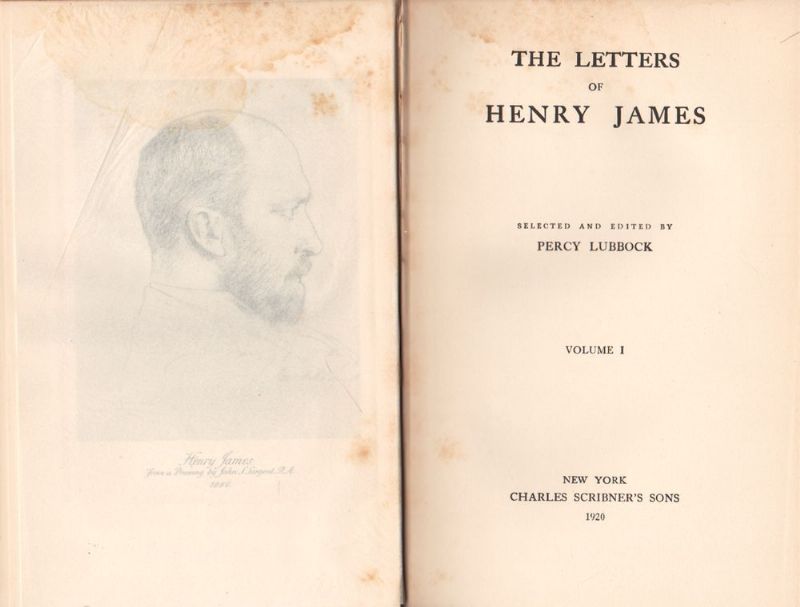 Henry James
From a Drawing by John S. Sargent, R.A.
THE LETTERS
OF
HENRY JAMES
SELECTED AND EDITED BY
PERCY LUBBOCK
VOLUME I
NEW YORK
CHARLES SCRIBNER'S SONS
1920